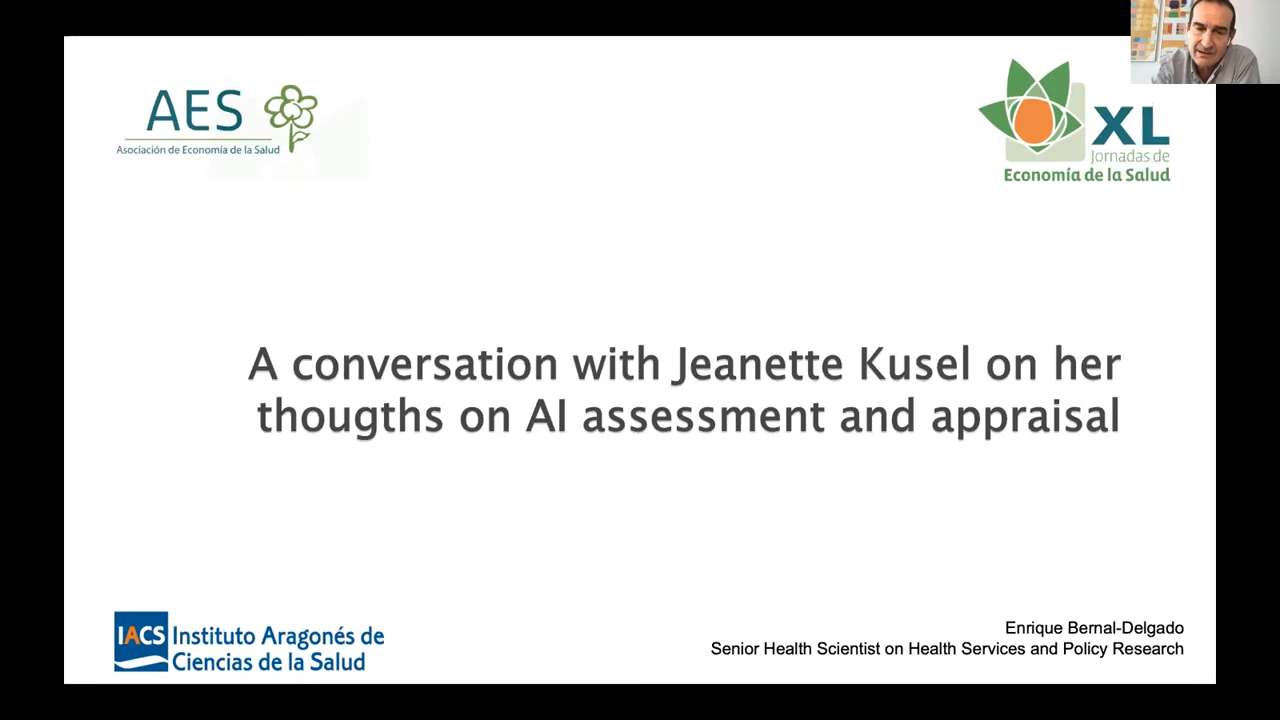 AES
Asociación de Economía de la Salud
XL
Jornadas de
Economía de la Salud
A conversation with Jeanette Kusel on her
thougths on AI assessment and appraisal
IACS
Instituto Aragonés de
Ciencias de la Salud
Enrique Bernal-Delgado
Senior Health Scientist on Health Services and Policy Research